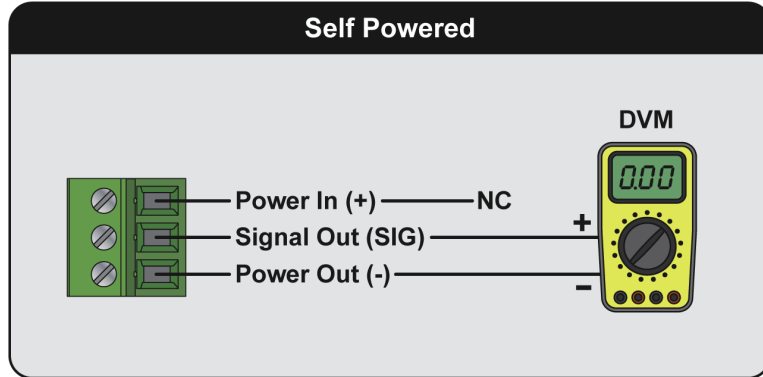 Self Powered
DVM
0.00
Power In (+) NC
Signal Out (SIG) +
Power Out (-) -